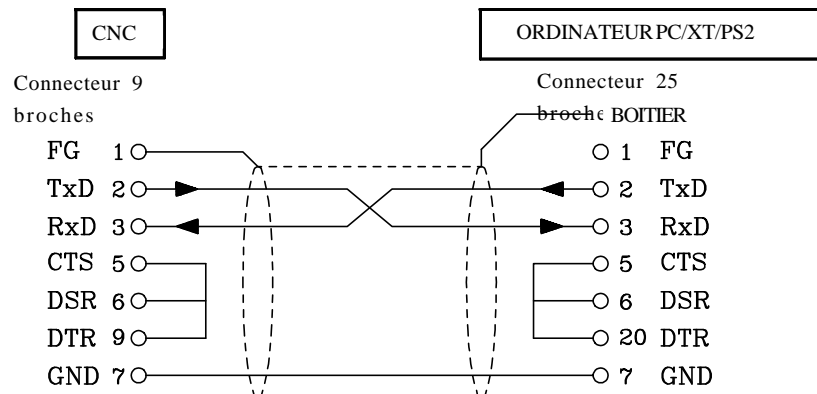 CNC
ORDINATEUR PC/XT/PS2
Connecteur 9
broches
Connecteur 25
broche BOITIER
FG 1 1 FG
TxD 2 2 TxD
RxD 3 3 RxD
CTS 5 5 CTS
DSR 6 6 DSR
DTR 9 20 DTR
GND 7 7 GND